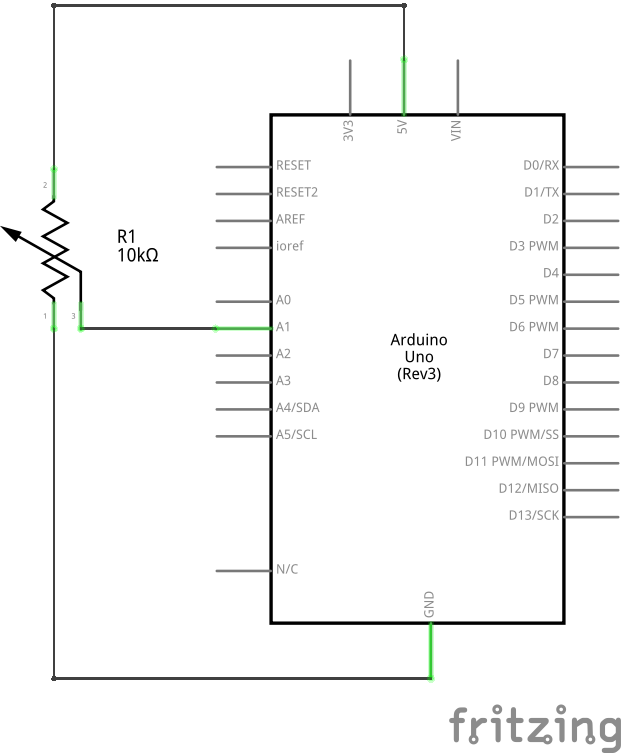 3V3
5V
VIN
RESET
RESET2
AREF
ioref
A0
A1
A2
A3
A4/SDA
A5/SCL
N/C
D0/RX
D1/TX
D2
D3 PWM
D4
D5 PWM
D6 PWM
D7
D8
D9 PWM
D10 PWM/SS
D11 PWM/MOSI
D12/MISO
D13/SCK
GND
Arduino
Uno
(Rev3)
2
R1
10kΩ
1
3
fritzing